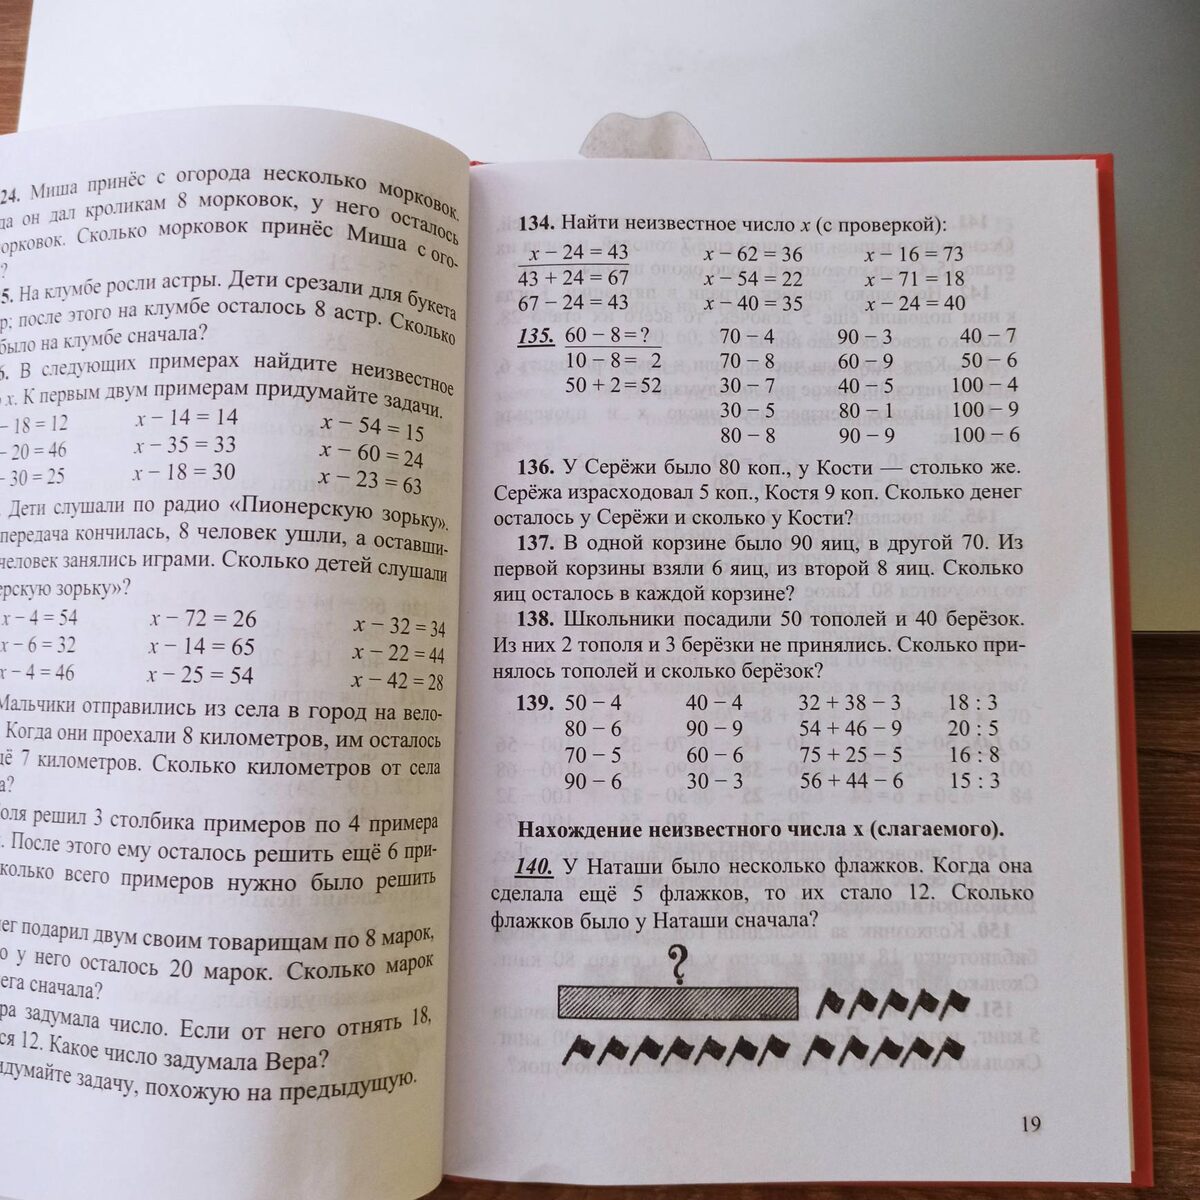 24. Миша принёс с огорода несколько морковок.
он дал кроликам 8 морковок, у него осталось
Сколько морковок принёс Миша с ого-
?
На клумбе росли астры. Дети срезали для букета
после этого на клумбе осталось 8 астр. Сколько
было на клумбе сначала?
В следующих примерах найдите неизвестное
x. К первым двум примерам придумайте задачи.
– 18 = 12 x – 14 = 14 x – 54 = 15
– 20 = 46 x – 35 = 33 x – 60 = 24
– 30 = 25 x – 18 = 30 x – 23 = 63
Дети слушали по радио «Пионерскую зорьку».
передача кончилась, 8 человек ушли, а оставши-
человек занялись играми. Сколько детей слушали
зорьку»?
x – 4 = 54 x – 72 = 26 x – 32 = 34
x – 6 = 32 x – 14 = 65 x – 22 = 44
x – 4 = 46 x – 25 = 54 x – 42 = 28
Мальчики отправились из села в город на вело-
Когда они проехали 8 километров, им осталось
7 километров. Сколько километров от села
решил 3 столбика примеров по 4 примера
После этого ему осталось решить ещё 6 при-
всего примеров нужно было решить
подарил двум своим товарищам по 8 марок,
у него осталось 20 марок. Сколько марок
сначала?
задумала число. Если от него отнять 18,
12. Какое число задумала Вера?
задачу, похожую на предыдущую.
134. Найти неизвестное число x (с проверкой):
x – 24 = 43 x – 62 = 36 x – 16 = 73
43 + 24 = 67 x – 54 = 22 x – 71 = 18
67 – 24 = 43 x – 40 = 35 x – 24 = 40
135. 60 – 8 = ? 70 – 4 90 – 3 40 – 7
10 – 8 = 2 70 – 8 60 – 9 50 – 6
50 + 2 = 52 30 – 7 40 – 5 100 – 4
30 – 5 80 – 1 100 – 9
80 – 8 90 – 9 100 – 6
136. У Серёжи было 80 коп., у Кости — столько же.
Серёжа израсходовал 5 коп., Костя 9 коп. Сколько денег
осталось у Серёжи и сколько у Кости?
137. В одной корзине было 90 яиц, в другой 70. Из
первой корзины взяли 6 яиц, из второй 8 яиц. Сколько
яиц осталось в каждой корзине?
138. Школьники посадили 50 тополей и 40 берёзок.
Из них 2 тополя и 3 берёзки не принялись. Сколько при-
нялось тополей и сколько берёзок?
139. 50 – 4 40 – 4 32 + 38 – 3 18 : 3
80 – 6 90 – 9 54 + 46 – 9 20 : 5
70 – 5 60 – 6 75 + 25 – 5 16 : 8
90 – 6 30 – 3 56 + 44 – 6 15 : 3
Нахождение неизвестного числа x (слагаемого).
140. У Наташи было несколько флажков. Когда она
сделала ещё 5 флажков, то их стало 12. Сколько
флажков было у Наташи сначала?
?
19